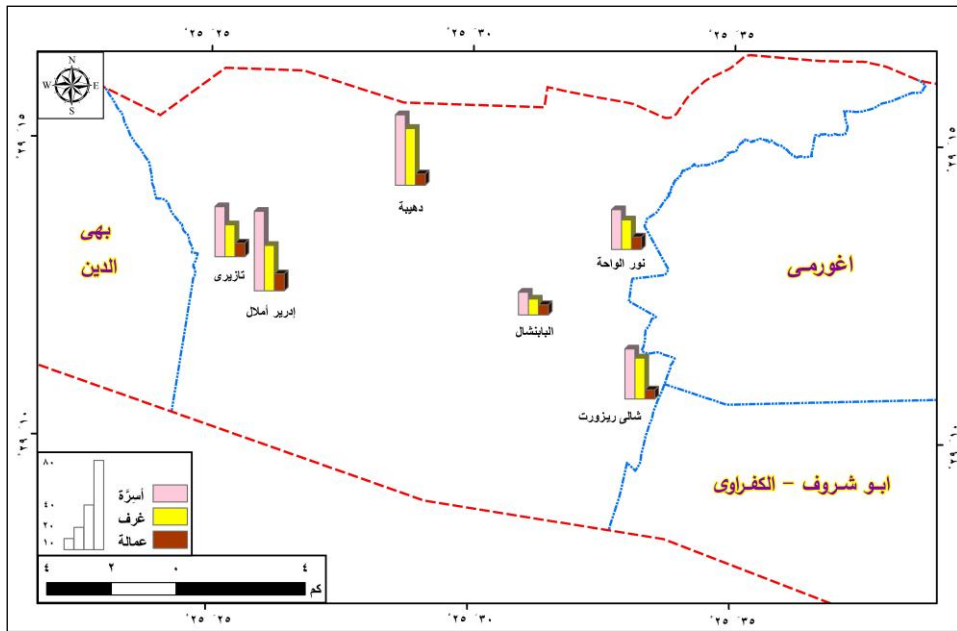 ٢٥ ْ ٢٥ َ
٢٥ ْ ٣٠ َ
٢٥ ْ ٣٥ َ
N
W E
S
٢٩ ْ ١٥ َ
٢٩ ْ ١٥ َ
دهيبة
نور الواحة
بهى
الدين
اغورمى
تازيرى
إدرير أملال
البابنشال
شالى ريزورت
٢٩ ْ ١٠ َ
٢٩ ْ ١٠ َ
ابو شروف - الكفراوى
٨٠
٤٠
٢٠
١٠
أسرَّة
غرف
عمالة
٤ ٢ ٠ ٤
كم
٢٥ ْ ٢٥ َ
٢٥ ْ ٣٠ َ
٢٥ ْ ٣٥ َ